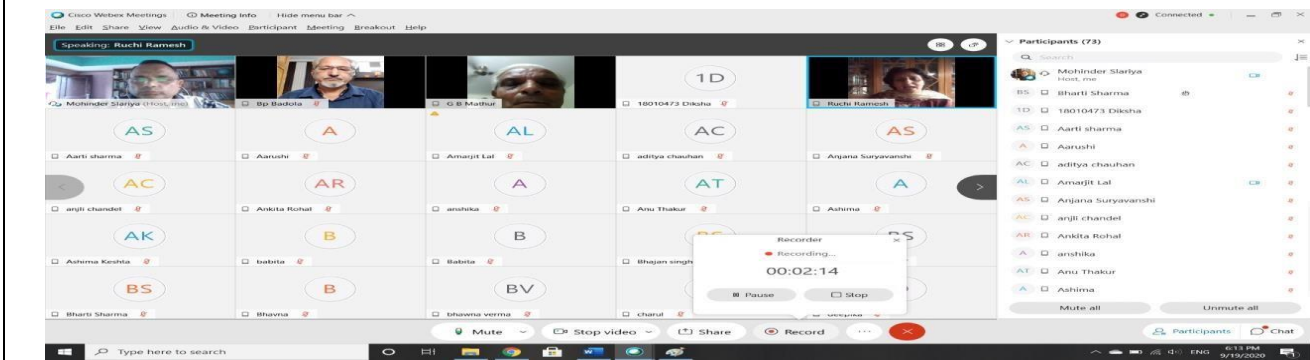 Cisco Webex Meetings Meeting Info Hide menu bar Connected
File Edit Share View Audio & Video Participant Meeting Breakout Help
Speaking: Ruchi Ramesh
Mohinder Slariya (Host, me) Bp Badola G B Mathur 1D 18010473 Diksha Ruchi Ramesh
AS A AL AC AS
Aarti sharma Aarushi Amarjit Lal aditya chauhan Anjana Suryavanshi
AC AR A AT A
anjli chandel Ankita Rohal anshika Anu Thakur Ashima
AK B B
Ashima Keshta babita Babita Bhajan singh
BS B BV
Bharti Sharma Bhavna bhawna verma charul deepika
Recorder
Recording...
00:02:14
Pause Stop
Mute Stop video Share Record
Participants (73)
Search
Mohinder Slariya
Host, me
BS Bharti Sharma
1D 18010473 Diksha
AS Aarti sharma
A Aarushi
AC aditya chauhan
AL Amarjit Lal
AS Anjana Suryavanshi
AC anjli chandel
AR Ankita Rohal
A anshika
AT Anu Thakur
A Ashima
Mute all Unmute all
Participants Chat
Type here to search
ENG 6:13 PM
9/19/2020